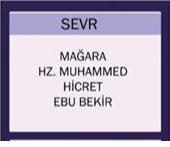 SEVR
MAĞARA
HZ. MUHAMMED
HİCRET
EBU BEKİR